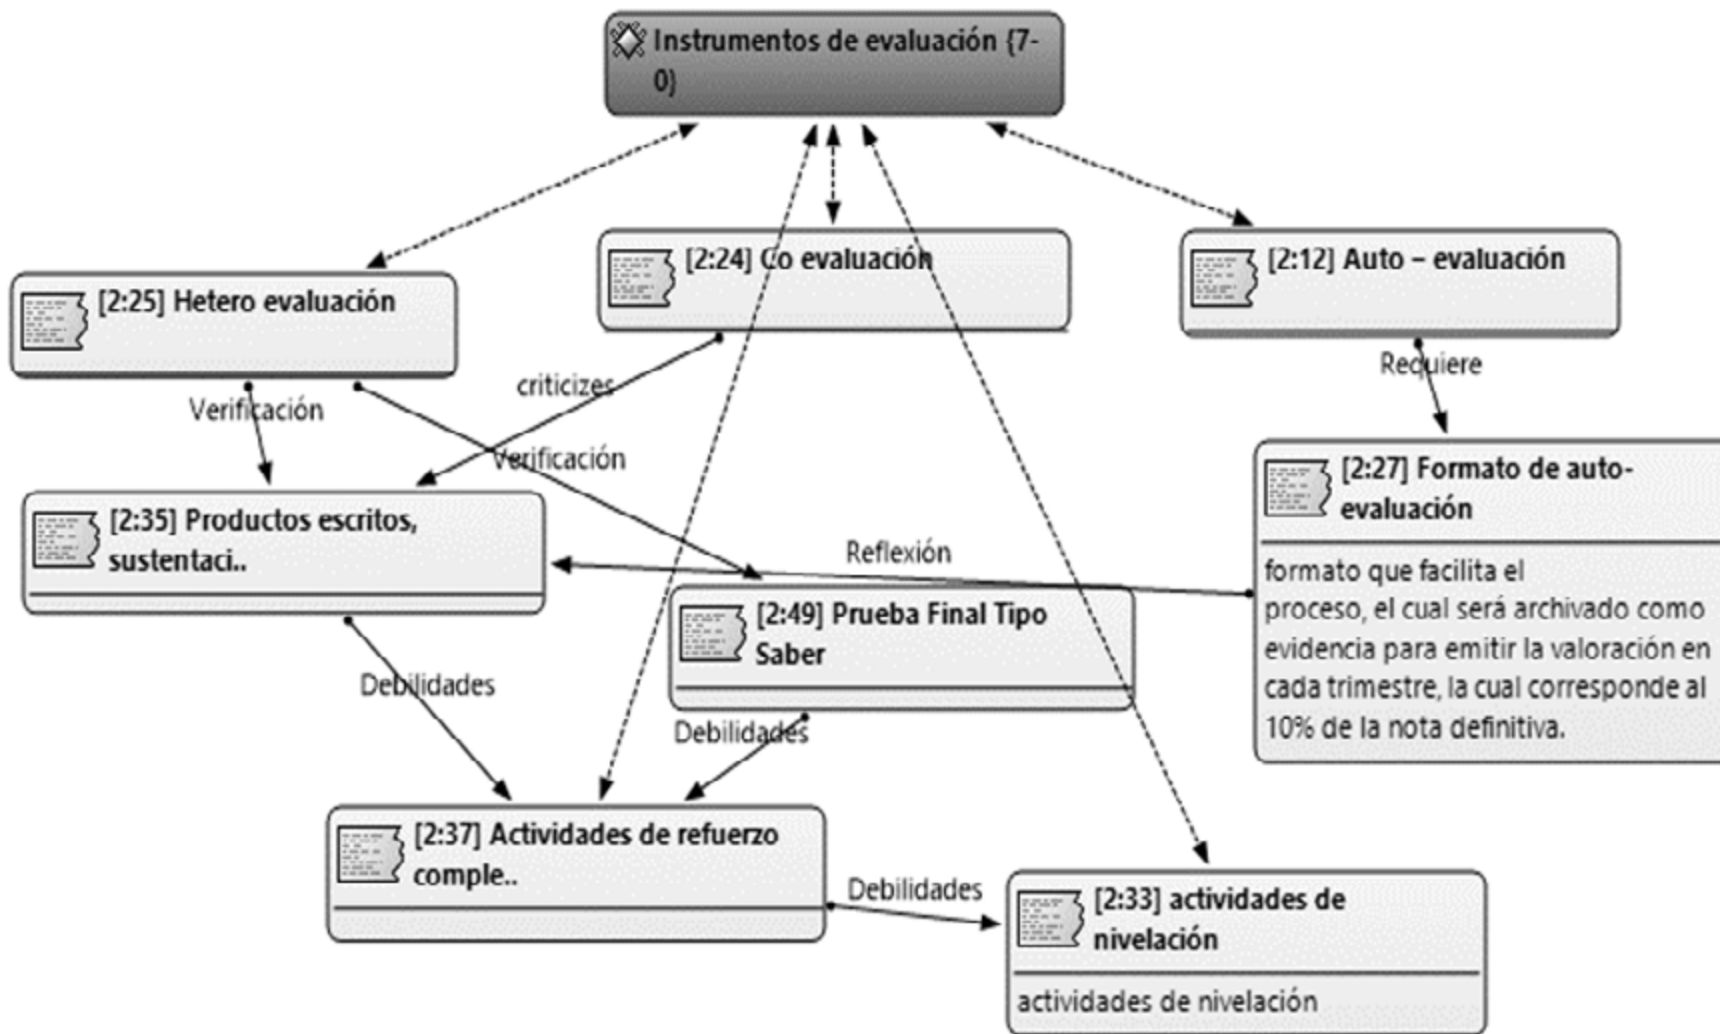 Instrumentos de evaluación {7-
0}
[2:24] Co evaluación
[2:12] Auto – evaluación
[2:25] Hetero evaluación
Requiere
criticizes
Verificación
Verificación
[2:27] Formato de auto-
evaluación
formato que facilita el
proceso, el cual será archivado como
evidencia para emitir la valoración en
cada trimestre, la cual corresponde al
10% de la nota definitiva.
[2:35] Productos escritos,
sustentaci..
Reflexión
[2:49] Prueba Final Tipo
Saber
Debilidades
Debilidades
[2:37] Actividades de refuerzo
comple..
Debilidades
[2:33] actividades de
nivelación
actividades de nivelación